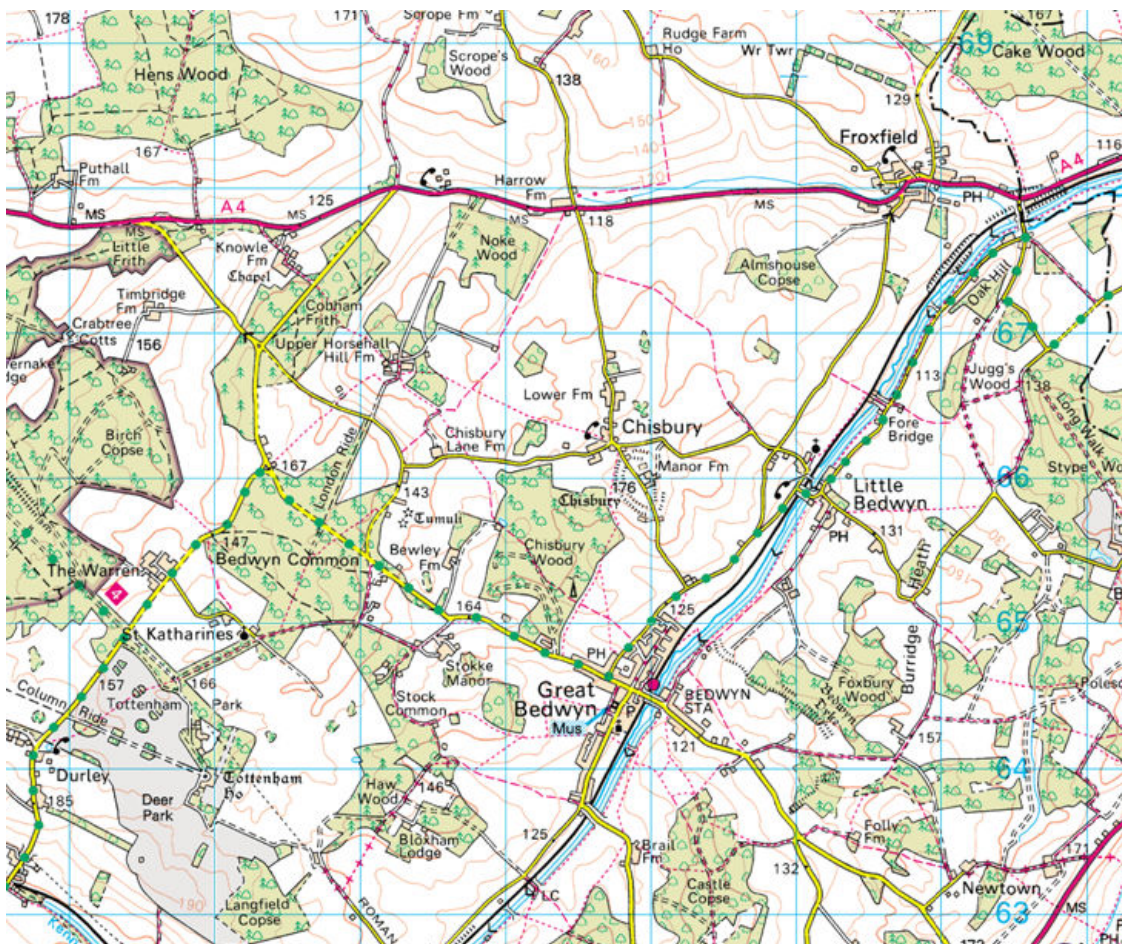 178
171
Scrope Fm
Scrope's
Wood
138
160
Rudge Farm
Ho
Wr Twr
167
69
Cake Wood
Hens Wood
129
150
Froxfield
140
167
Puthall
Fm
120
116
A4
Harrow
Fm
125
MS
A4
MS
MS
118
MS
PH
MS
Little
Frith
Knowle
Fm
Chapel
Noke
Wood
Almshouse
Copse
Oak Hill
Timbridge
Fm
Cobham
Frith
Crabtree
Cotts
156
Upper Horsehall
Hill Fm
67
113
Jugg's
Wood
138
Long Walk
Lower Fm
Birch
Copse
Chisbury
Lane Fm
Chisbury
Fore
Bridge
London Ride
167
Manor Fm
66
Stype
143
Chisbury
176
Little
Bedwyn
Tumuli
147
131
PH
The Warren
Bedwyn Common
Bewley
Fm
Chisbury
Wood
Heath
130
150
4
164
125
65
St Katharines
PH
Burridge
Stokke
Manor
157
166
Column Ride
Tottenham
Park
Stock
Common
Great
Bedwyn
P
BEDWYN
STA
Foxbury
Wood
Bedwyn
Dyke
Mus
121
157
Durley
Tottenham
Ho
64
Haw
Wood
146
185
Deer
Park
Bloxham
Lodge
125
Brail
Fm
Folly
Fm
171
132
Castle
Copse
Newtown
190
Langfield
Copse
LC
ROMAN
63
MS
PH